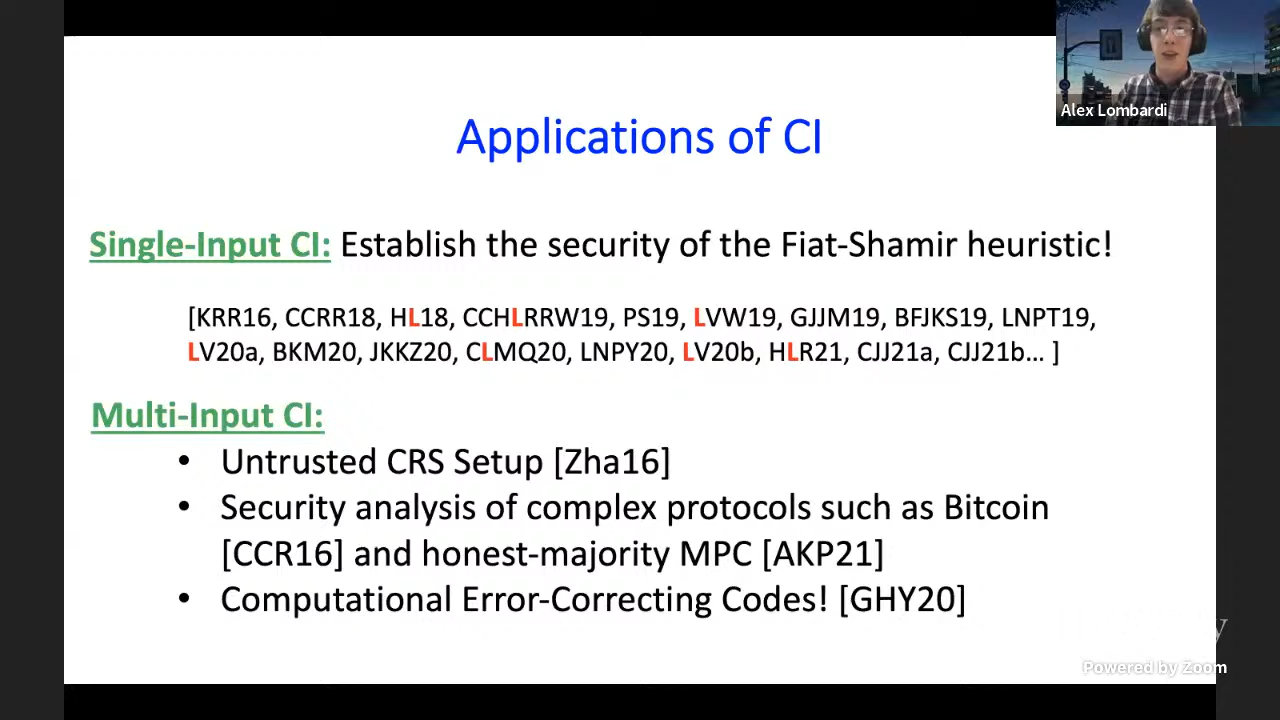 Alex Lombardi
Applications of CI
Single-Input CI: Establish the security of the Fiat-Shamir heuristic!
[KRR16, CCRR18, HL18, CCHLRRW19, PS19, LVW19, GJJM19, BFJKS19, LNPT19,
LV20a, BKM20, JKKZ20, CLMQ20, LNPY20, LV20b, HLR21, CJJ21a, CJJ21b... ]
Multi-Input CI:
• Untrusted CRS Setup [Zha16]
• Security analysis of complex protocols such as Bitcoin
[CCR16] and honest-majority MPC [AKP21]
• Computational Error-Correcting Codes! [GHY20]
Powered by Zoom